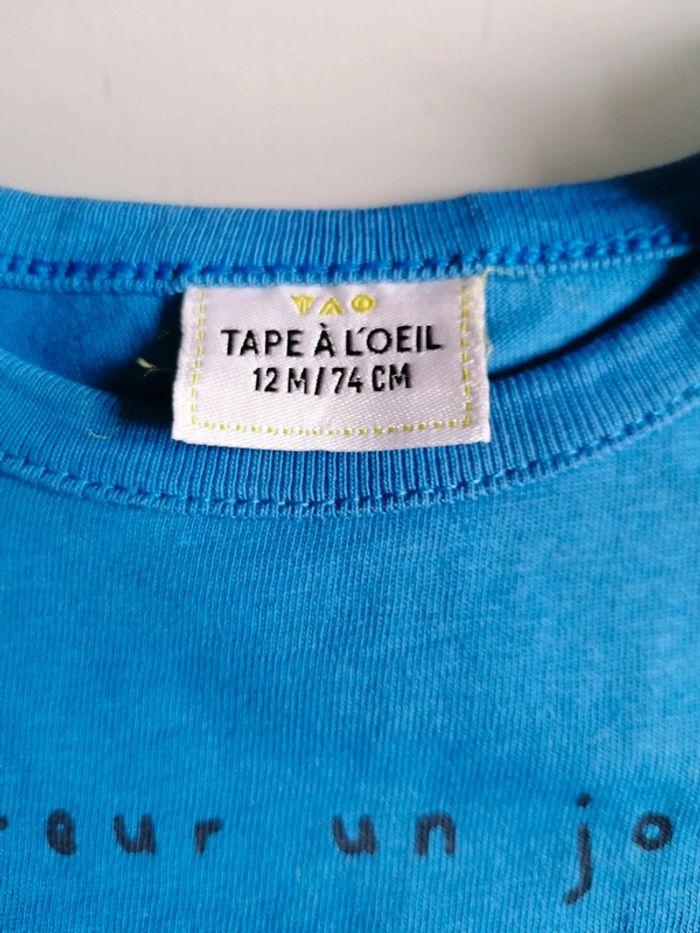 TAO
TAPE À L'OEIL
12 M / 74 CM
eur un jo